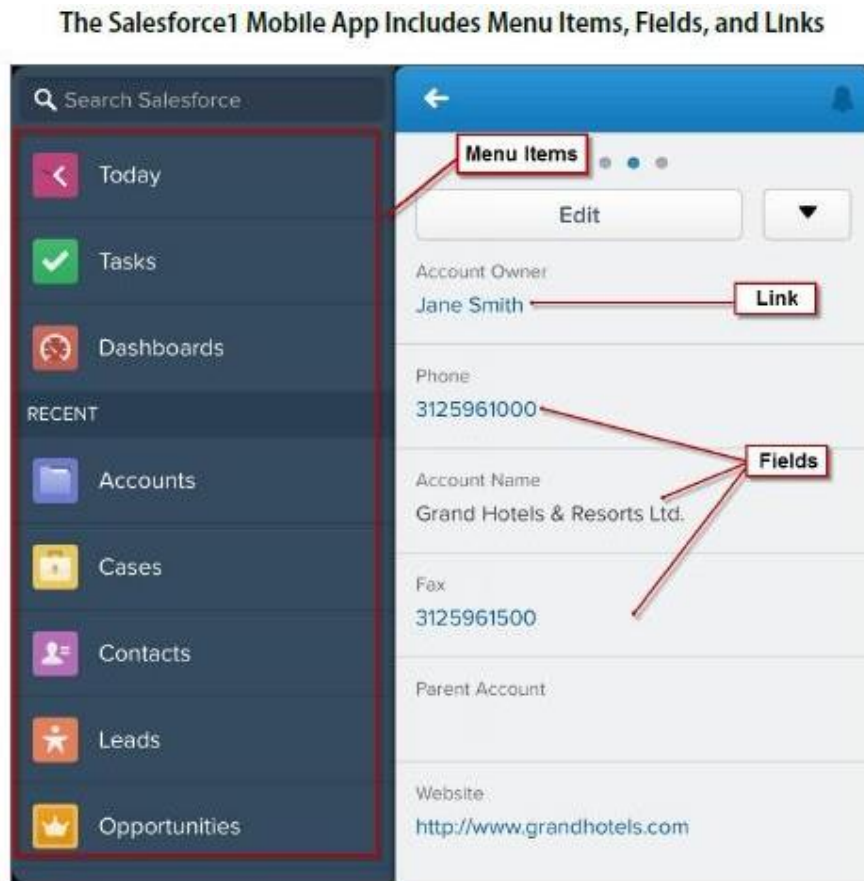 The Salesforce1 Mobile App Includes Menu Items, Fields, and Links
Search Salesforce
Today
Tasks
Dashboards
RECENT
Accounts
Cases
Contacts
Leads
Opportunities
Menu Items
Edit
Account Owner
Jane Smith
Link
Phone
3125961000
Fields
Account Name
Grand Hotels & Resorts Ltd.
Fax
3125961500
Parent Account
Website
http://www.grandhotels.com